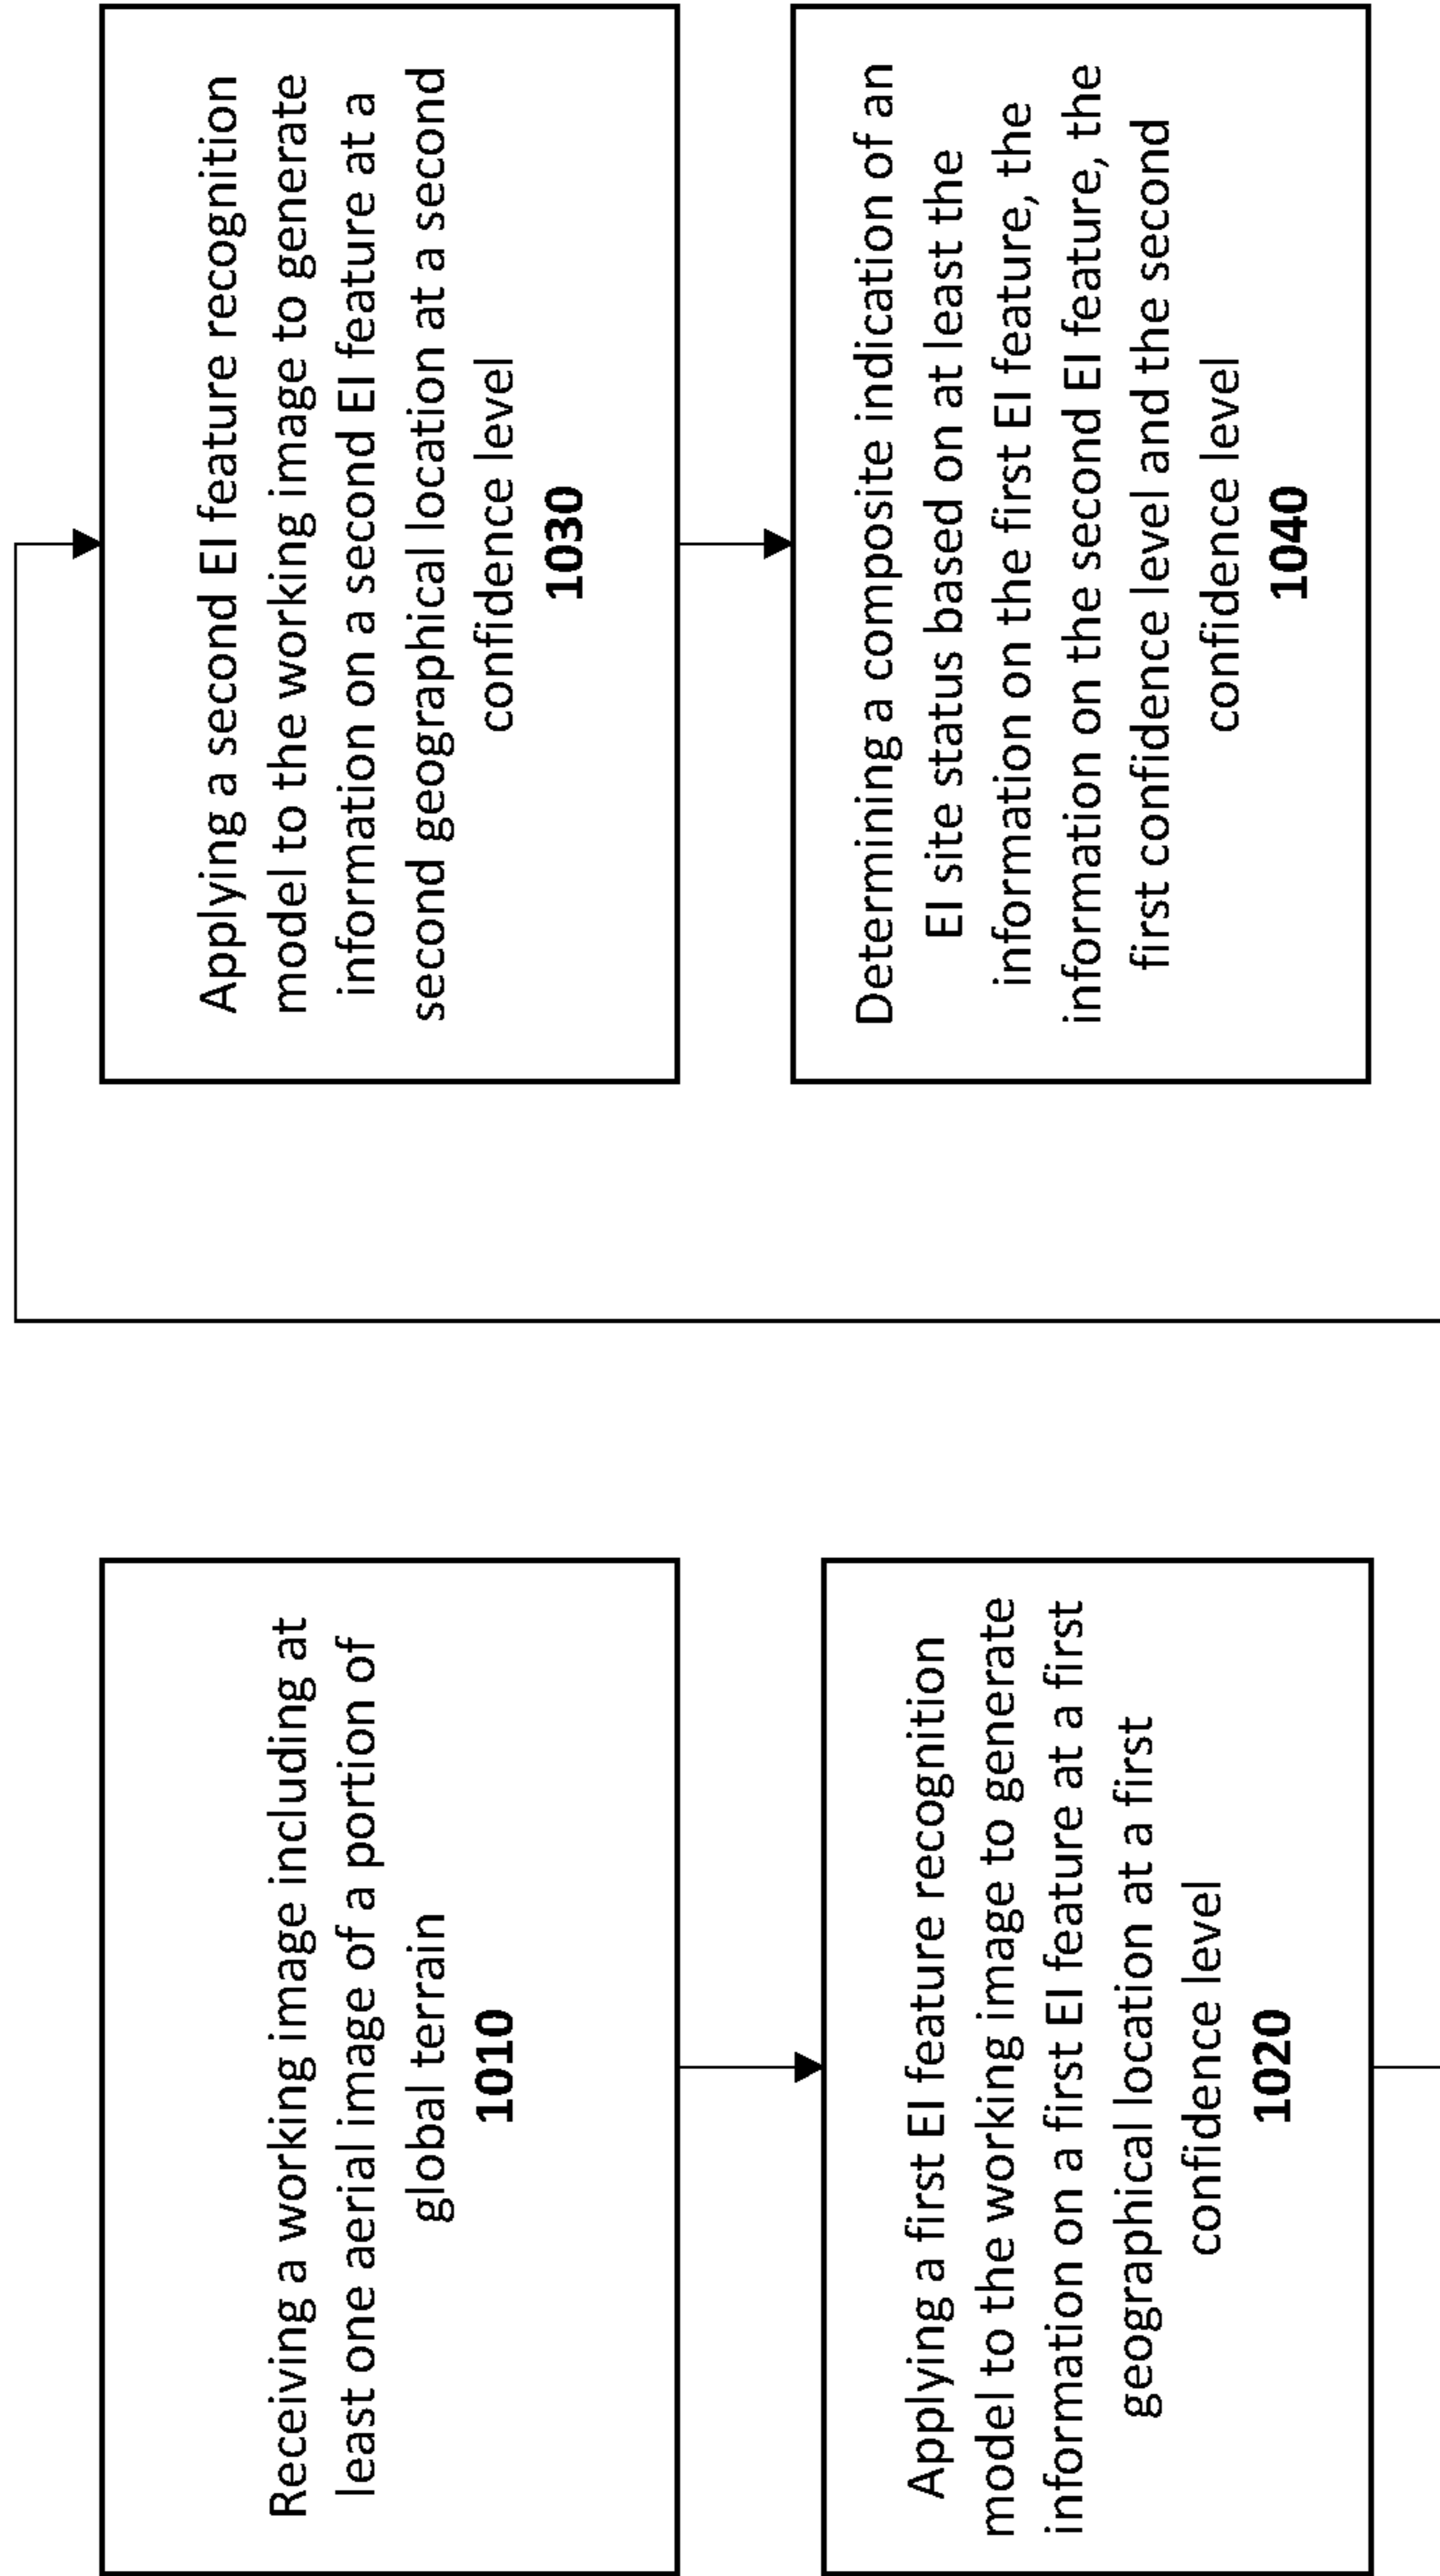 Receiving a working image including at
least one aerial image of a portion of
global terrain
1010
Applying a first EI feature recognition
model to the working image to generate
information on a first EI feature at a first
geographical location at a first
confidence level
1020
Applying a second EI feature recognition
model to the working image to generate
information on a second EI feature at a
second geographical location at a second
confidence level
1030
Determining a composite indication of an
EI site status based on at least the
information on the first EI feature, the
information on the second EI feature, the
first confidence level and the second
confidence level
1040